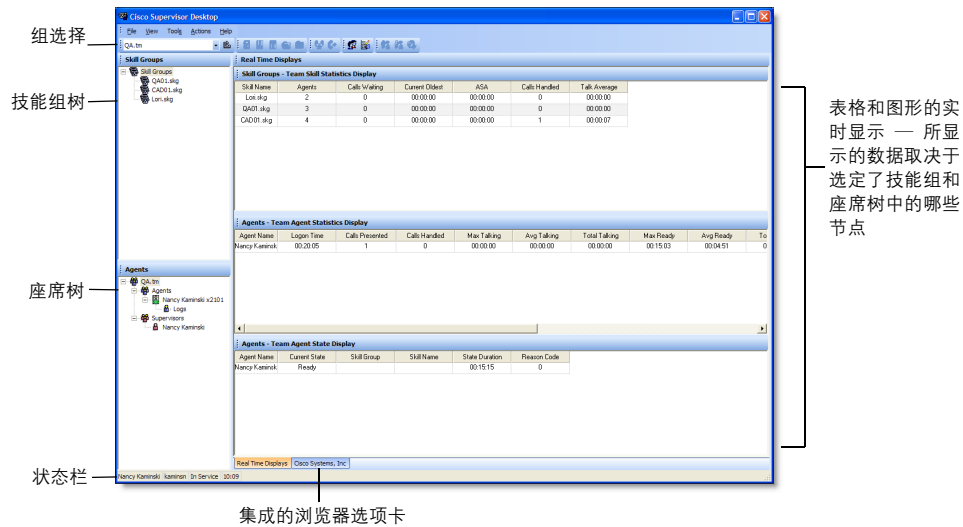 Cisco Supervisor Desktop
File View Tools Actions Help
组选择
QA.tm
Skill Groups
Skill Groups
QA01.skg
CAD01.skg
Lori.skg
技能组树
Real Time Displays
Skill Groups - Team Skill Statistics Display
Skill Name Agents Calls Waiting Current Oldest ASA Calls Handled Talk Average
Lori.skg 2 0 00:00:00 00:00:00 0 00:00:00
QA01.skg 3 0 00:00:00 00:00:00 0 00:00:00
CAD01.skg 4 0 00:00:00 00:00:00 1 00:00:07
表格和图形的实
时显示 — 所显
示的数据取决于
选定了技能组和
座席树中的哪些
节点
Agents - Team Agent Statistics Display
Agent Name Logon Time Calls Presented Calls Handled Max Talking Avg Talking Total Talking Max Ready Avg Ready To
Nancy Kaminsk 00:20:05 1 0 00:00:00 00:00:00 00:00:00 00:15:03 00:04:51 0
Agents
座席树
QA.tm
Agents
Nancy Kaminski x2101
Logs
Supervisors
Nancy Kaminski
Agents - Team Agent State Display
Agent Name Current State Skill Group Skill Name State Duration Reason Code
Nancy Kaminsk Ready 00:15:15 0
Real Time Displays Cisco Systems, Inc
状态栏
Nancy Kaminski kaminsn In Service 10:09
集成的浏览器选项卡